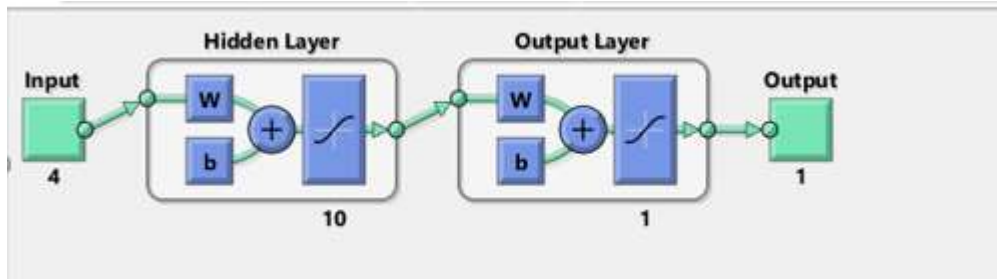 Hidden Layer
Output Layer
Input
W
b
+
W
b
+
Output
4
10
1
1